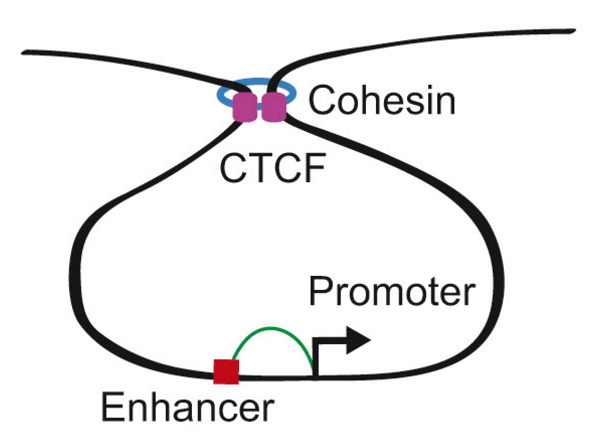 Cohesin
CTCF
Promoter
Enhancer